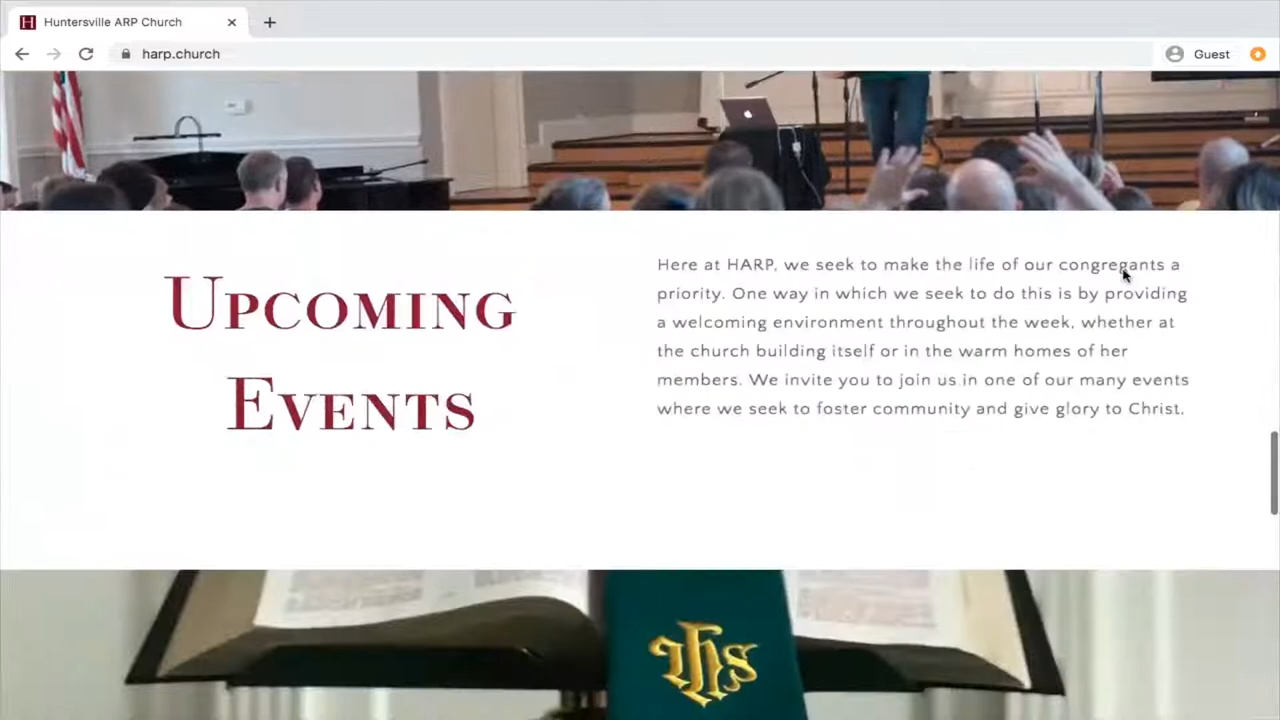 Huntersville ARP Church
harp.church
Guest
Upcoming
Events
Here at HARP, we seek to make the life of our congregants a
priority. One way in which we seek to do this is by providing
a welcoming environment throughout the week, whether at
the church building itself or in the warm homes of her
members. We invite you to join us in one of our many events
where we seek to foster community and give glory to Christ.
IHS